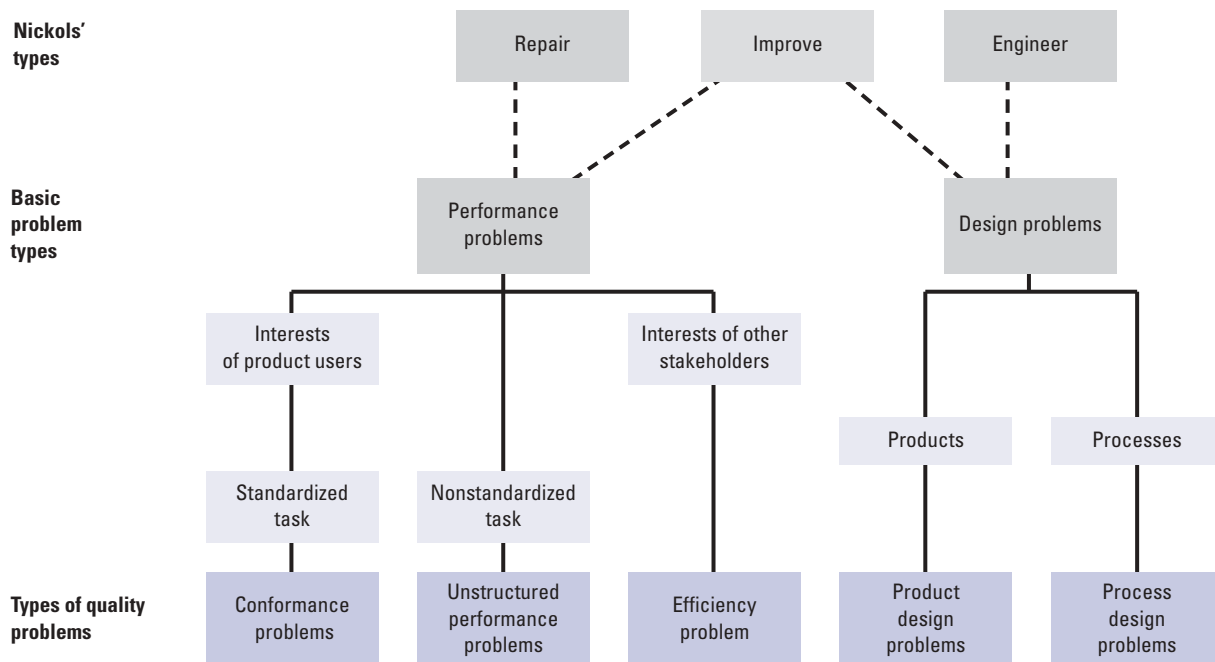 Nickols'
types
Repair
Improve
Engineer
Basic
problem
types
Performance
problems
Design problems
Interests
of product users
Interests of other
stakeholders
Products
Processes
Standardized
task
Nonstandardized
task
Types of quality
problems
Conformance
problems
Unstructured
performance
problems
Efficiency
problem
Product
design
problems
Process
design
problems